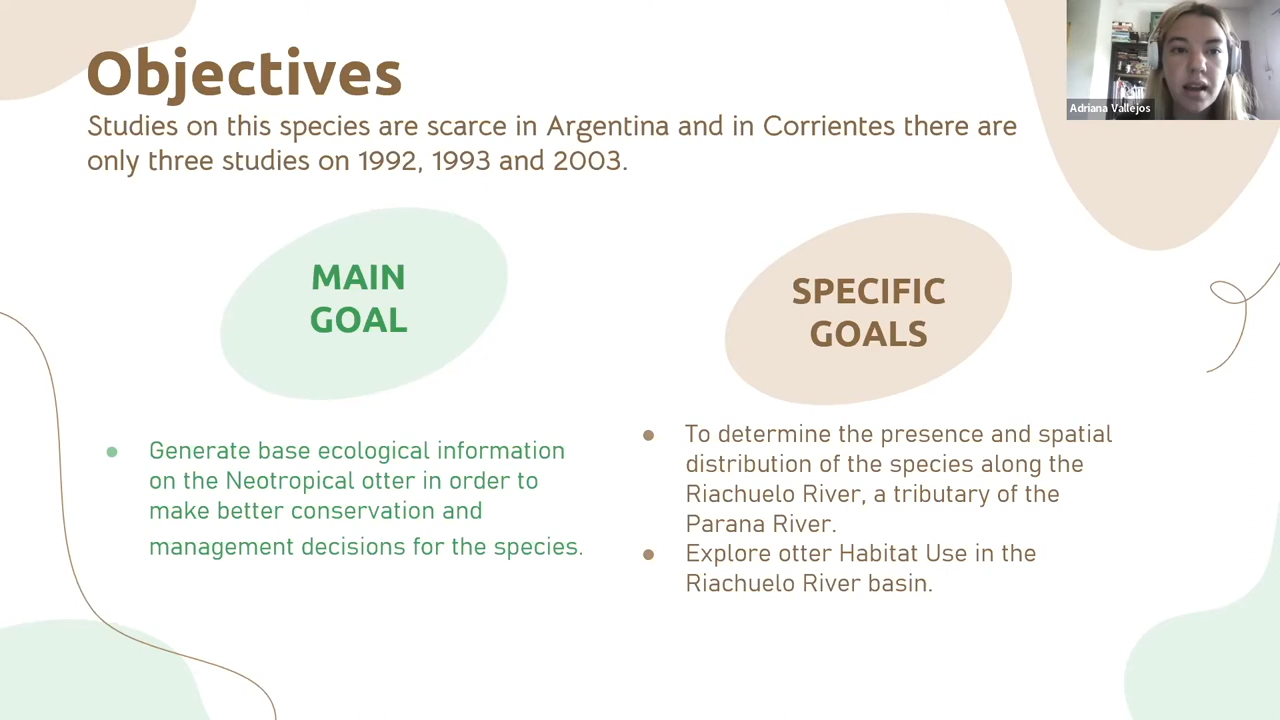 Objectives
Adriana Vallejos
Studies on this species are scarce in Argentina and in Corrientes there are
only three studies on 1992, 1993 and 2003.
MAIN
GOAL
SPECIFIC
GOALS
Generate base ecological information
on the Neotropical otter in order to
make better conservation and
management decisions for the species.
To determine the presence and spatial
distribution of the species along the
Riachuelo River, a tributary of the
Parana River.
Explore otter Habitat Use in the
Riachuelo River basin.